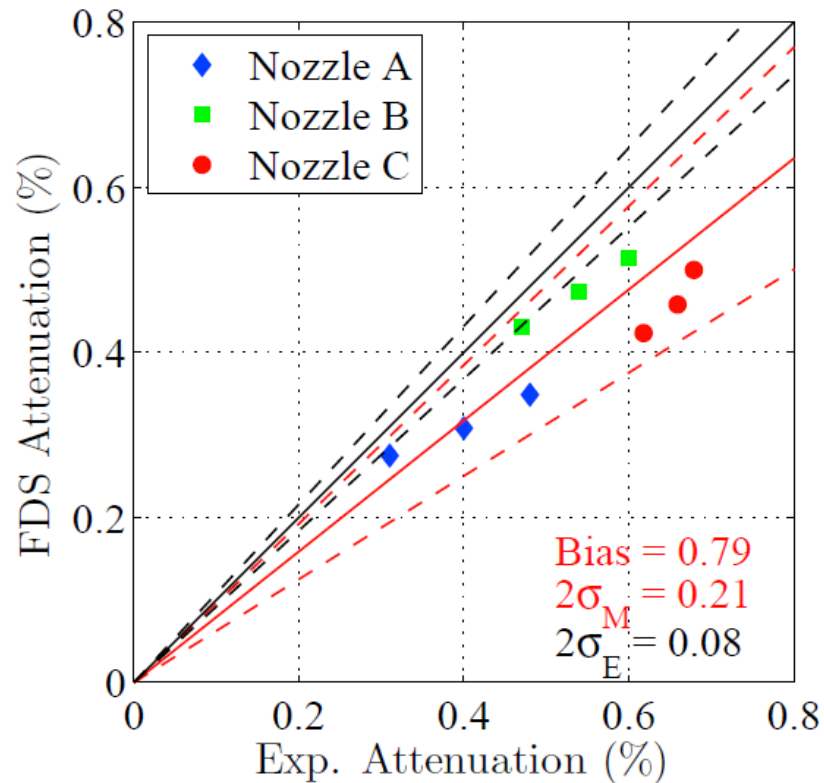 0.8
0.6
0.4
0.2
0
FDS Attenuation (%)
Nozzle A
Nozzle B
Nozzle C
Bias = 0.79
2σM = 0.21
2σE = 0.08
0 0.2 0.4 0.6 0.8
Exp. Attenuation (%)